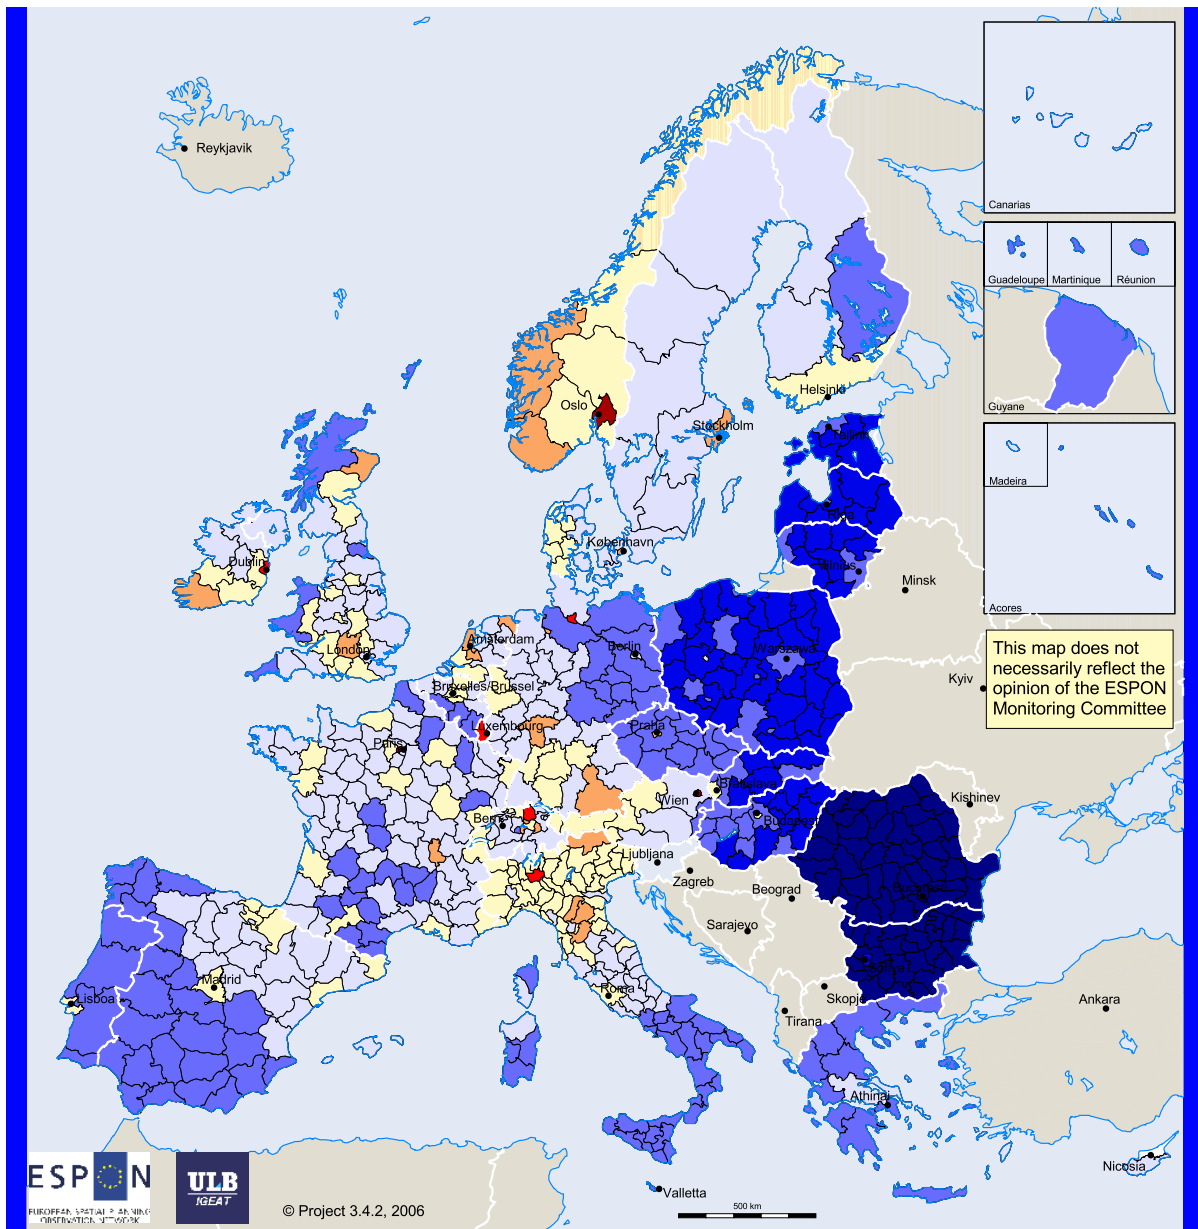 Reykjavik
Canarias
Guadeloupe
Martinique
Réunion
Guyane
Madeira
Acores
Oslo
Helsinki
Stockholm
Tallinn
Riga
København
Vilnius
Minsk
Dublin
London
Amsterdam
Berlin
Warszawa
Kyiv
Bruxelles/Brussel
Luxembourg
Praha
Paris
Bratislava
Wien
Kishinev
Bern
Budapest
Ljubljana
Zagreb
Beograd
Bucuresti
Sarajevo
Sofiya
Madrid
Lisboa
Roma
Skopje
Tirana
Ankara
Athinai
Nicosia
Valletta
This map does not
necessarily reflect the
opinion of the ESPON
Monitoring Committee
ESPON
EUROPEAN SPATIAL PLANNING
OBSERVATION NETWORK
ULB
IGEAT
© Project 3.4.2, 2006
500 km